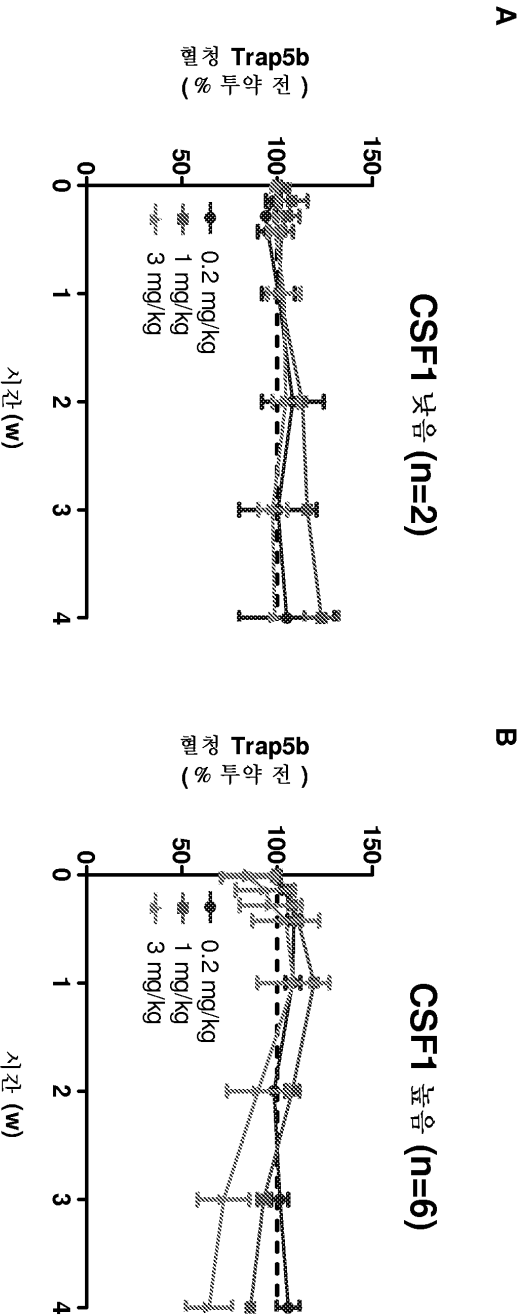 A
CSF1 낮음 (n=2)
혈청 Trap5b
( % 투약 전 )
150
100
50
0
0.2 mg/kg
1 mg/kg
3 mg/kg
0 1 2 3 4
시간 (w)
B
CSF1 높음 (n=6)
혈청 Trap5b
( % 투약 전 )
150
100
50
0
0.2 mg/kg
1 mg/kg
3 mg/kg
0 1 2 3 4
시간 (w)